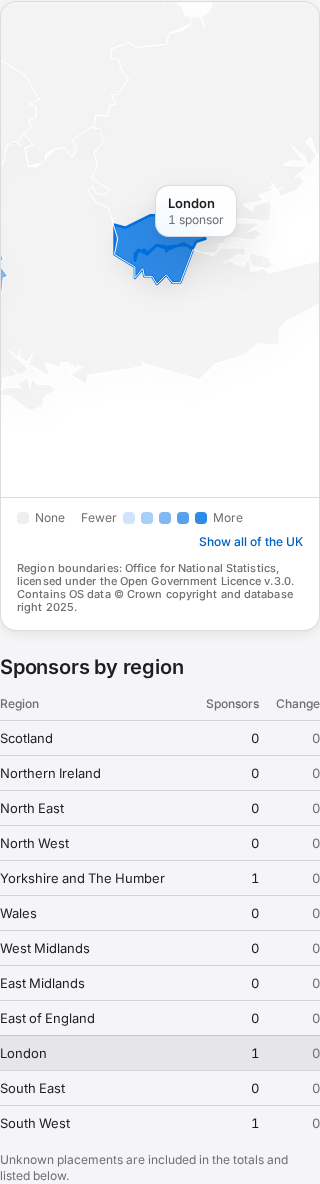 London
1 sponsor
None Fewer More
Show all of the UK
Region boundaries: Office for National Statistics,
licensed under the Open Government Licence v.3.0.
Contains OS data © Crown copyright and database
right 2025.
Sponsors by region
Region Sponsors Change
Scotland 0 0
Northern Ireland 0 0
North East 0 0
North West 0 0
Yorkshire and The Humber 1 0
Wales 0 0
West Midlands 0 0
East Midlands 0 0
East of England 0 0
London 1 0
South East 0 0
South West 1 0
Unknown placements are included in the totals and
listed below.